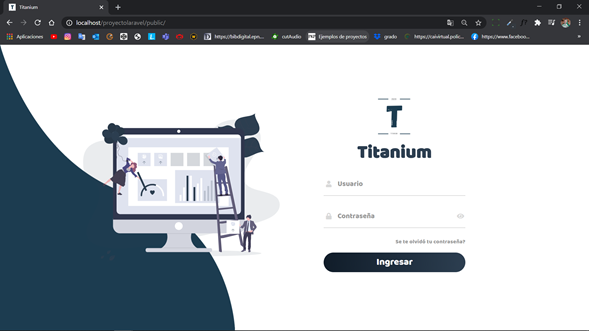 Titanium
localhost/proyectolaravel/public/
Aplicaciones
https://bibdigital.epn...
cutAudio
Ejemplos de proyectos
grado
https://caivirtual.polic...
https://www.faceboo...
T
Titanium
Usuario
Contraseña
Se te olvidó tu contraseña?
Ingresar